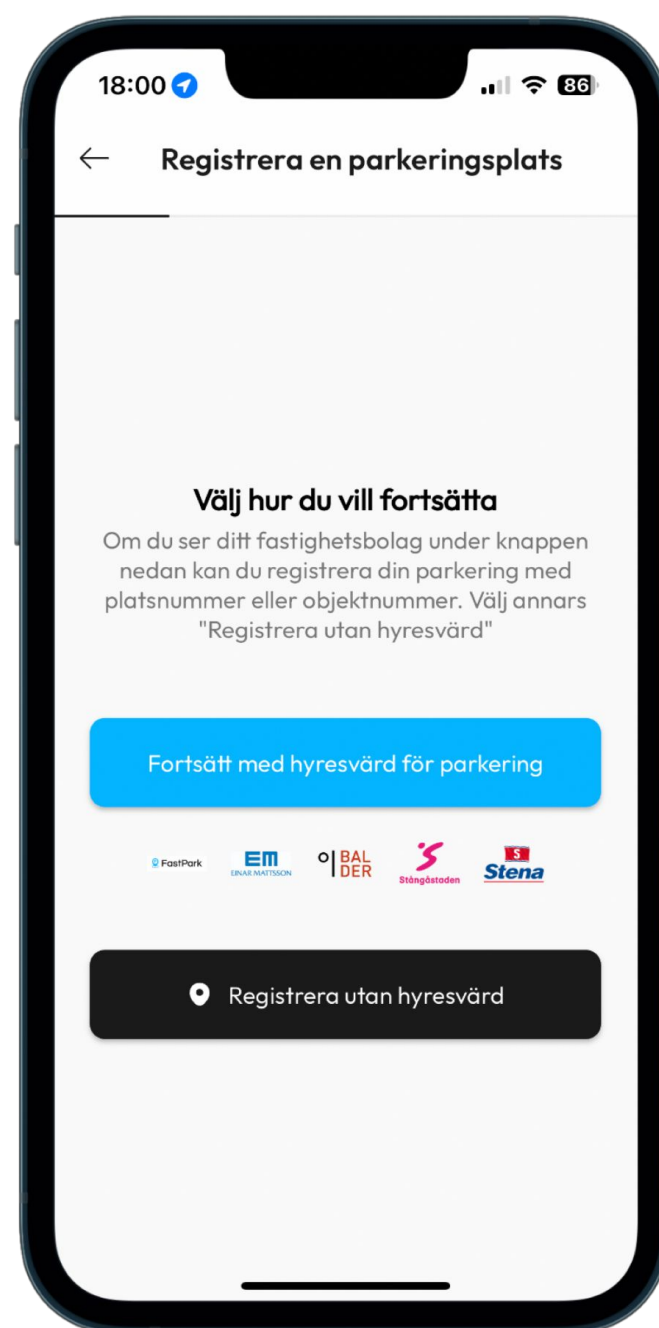 18:00
86
Registrera en parkeringsplats
Välj hur du vill fortsätta
Om du ser ditt fastighetsbolag under knappen
nedan kan du registrera din parkering med
platsnummer eller objektnummer. Välj annars
"Registrera utan hyresvärd"
Fortsätt med hyresvärd för parkering
FastPark
EM
EINAR MATTSSON
BAL
DER
Stångåstaden
S
Stena
Registrera utan hyresvärd